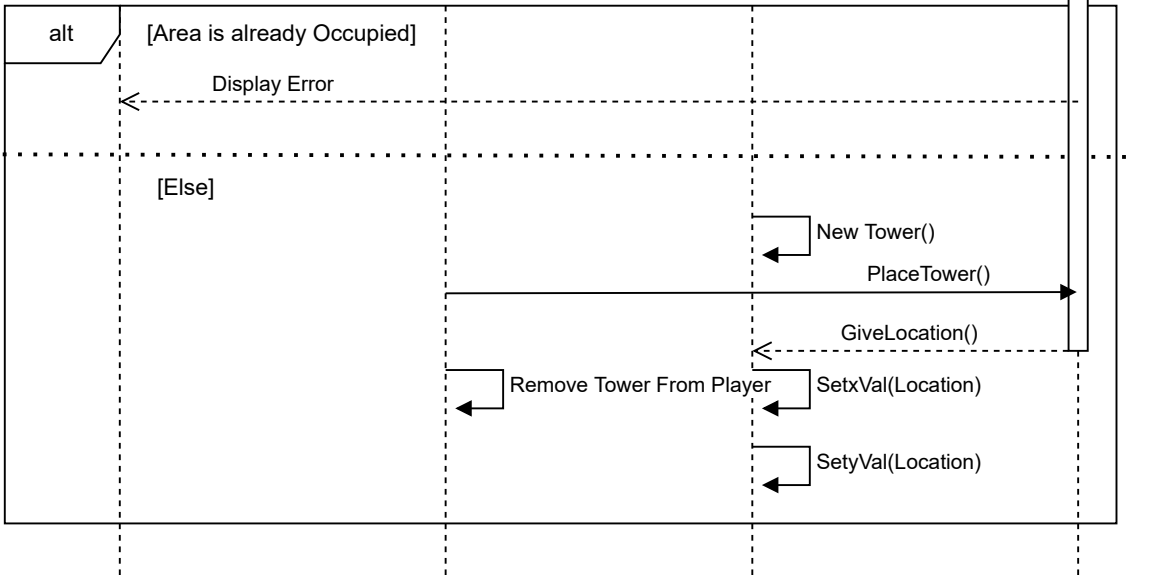 alt
[Area is already Occupied]
Display Error
[Else]
New Tower()
PlaceTower()
GiveLocation()
Remove Tower From Player
SetxVal(Location)
SetyVal(Location)